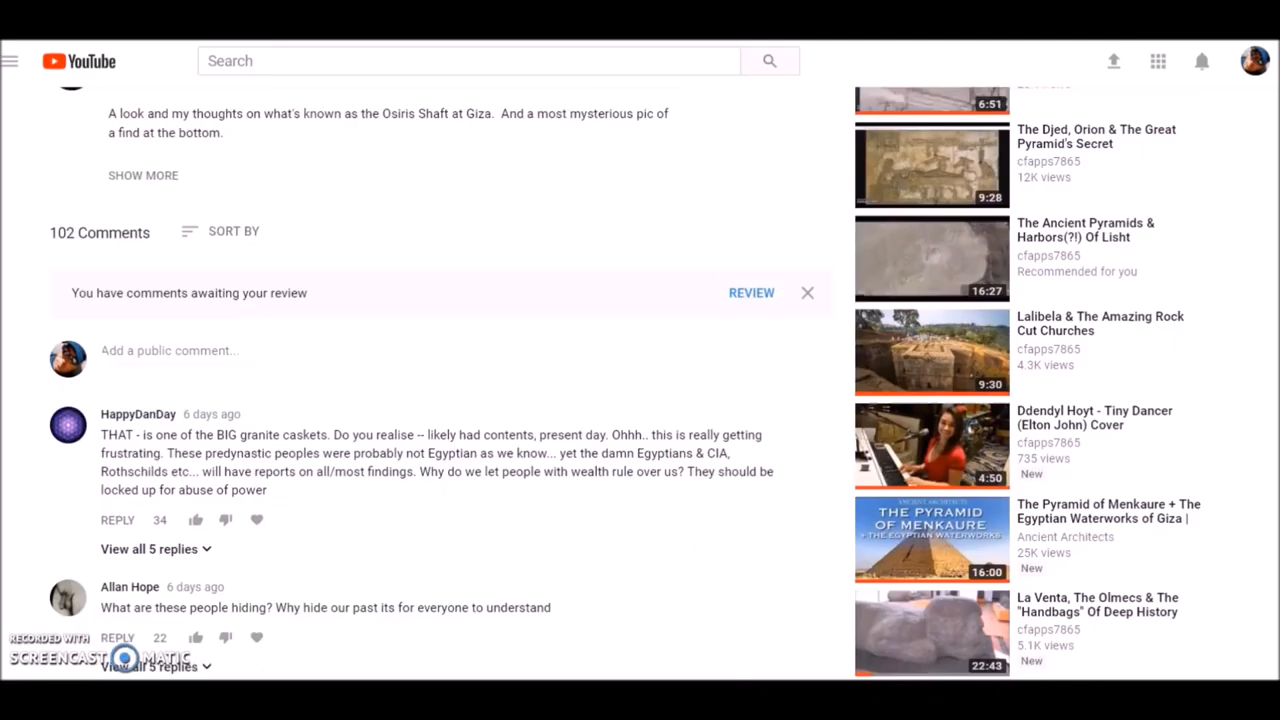 YouTube
Search
A look and my thoughts on what's known as the Osiris Shaft at Giza. And a most mysterious pic of
a find at the bottom.
SHOW MORE
102 Comments
SORT BY
You have comments awaiting your review
REVIEW
Add a public comment...
HappyDanDay 6 days ago
THAT - is one of the BIG granite caskets. Do you realise -- likely had contents, present day. Ohhh.. this is really getting
frustrating. These predynastic peoples were probably not Egyptian as we know... yet the damn Egyptians & CIA,
Rothschilds etc... will have reports on all/most findings. Why do we let people with wealth rule over us? They should be
locked up for abuse of power
REPLY 34
View all 5 replies
Allan Hope 6 days ago
What are these people hiding? Why hide our past its for everyone to understand
REPLY 22
View all 5 replies
RECORDED WITH
SCREENCAST MATIC
6:51
The Djed, Orion & The Great
Pyramid's Secret
cfapps7865
12K views
9:28
The Ancient Pyramids &
Harbors(?!) Of Lisht
cfapps7865
Recommended for you
16:27
Lalibela & The Amazing Rock
Cut Churches
cfapps7865
4.3K views
9:30
Ddendyl Hoyt - Tiny Dancer
(Elton John) Cover
735 views
New
4:50
ANCIENT ARCHITECTS
THE PYRAMID
OF MENKAURE
+ THE EGYPTIAN WATERWORKS
16:00
The Pyramid of Menkaure + The
Egyptian Waterworks of Giza |
Ancient Architects
25K views
New
La Venta, The Olmecs & The
"Handbags" Of Deep History
cfapps7865
5.1K views
New
22:43